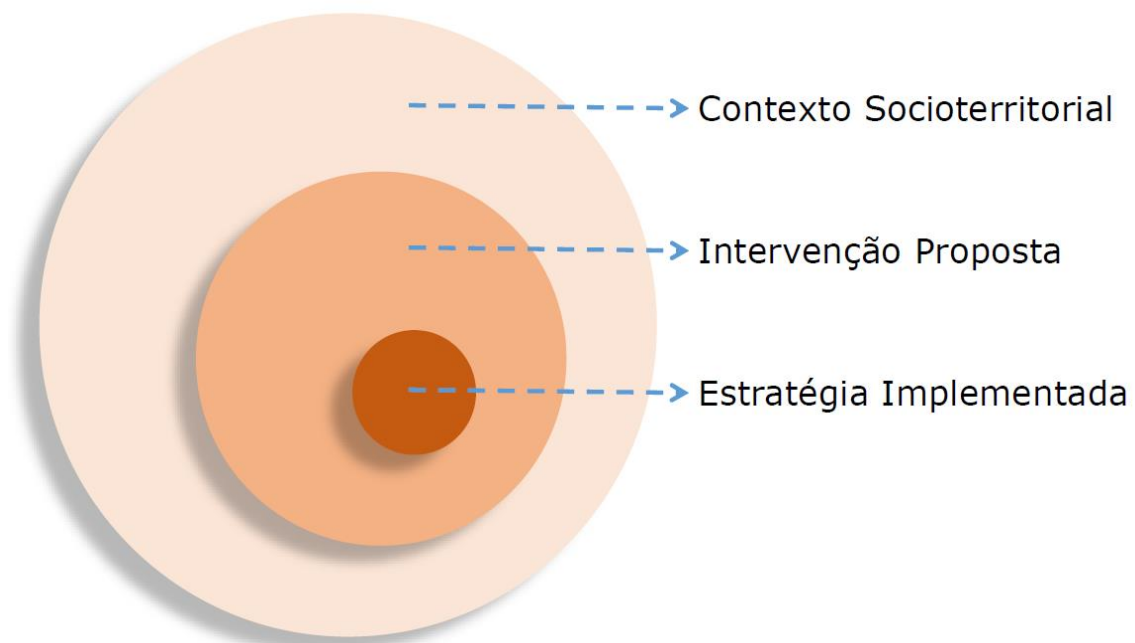 Contexto Socioterritorial
Intervenção Proposta
Estratégia Implementada